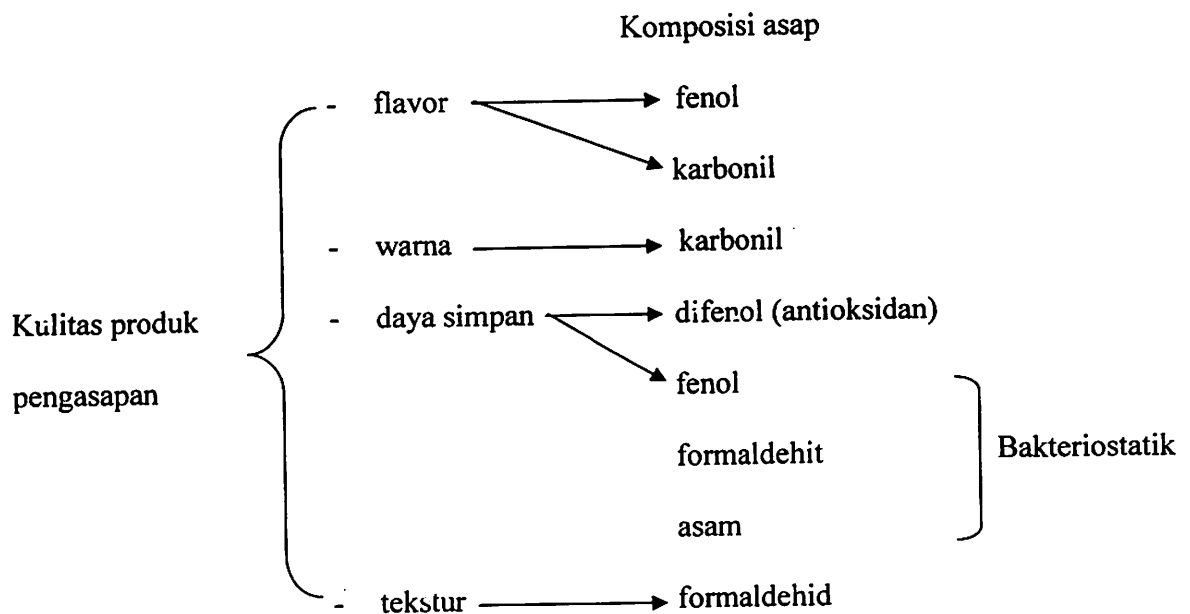 Komposisi asap
- flavor fenol
karbonil
- warna karbonil
- daya simpan difenol (antioksidan)
Kulitas produk
pengasapan
fenol
formaldehit
Bakteriostatik
asam
- tekstur formaldehid